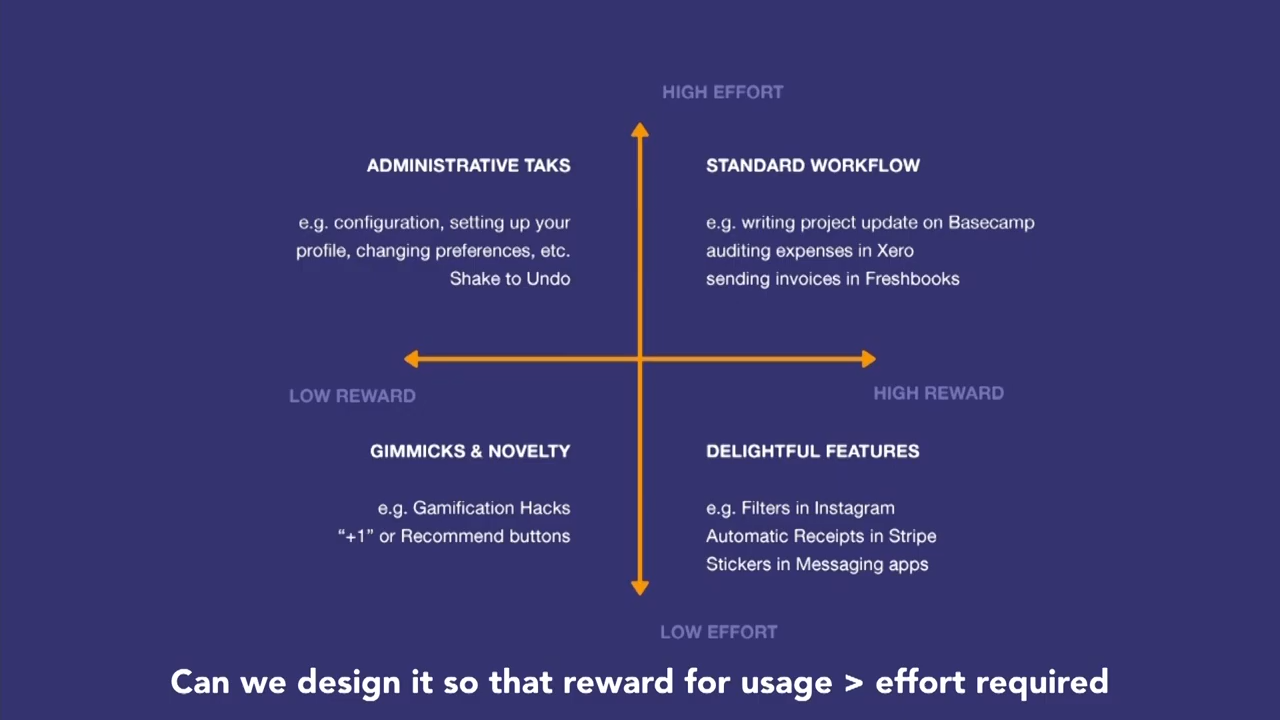 HIGH EFFORT
ADMINISTRATIVE TAKS
e.g. configuration, setting up your
profile, changing preferences, etc.
Shake to Undo
STANDARD WORKFLOW
e.g. writing project update on Basecamp
auditing expenses in Xero
sending invoices in Freshbooks
LOW REWARD
HIGH REWARD
GIMMICKS & NOVELTY
e.g. Gamification Hacks
“+1” or Recommend buttons
DELIGHTFUL FEATURES
e.g. Filters in Instagram
Automatic Receipts in Stripe
Stickers in Messaging apps
LOW EFFORT
Can we design it so that reward for usage > effort required